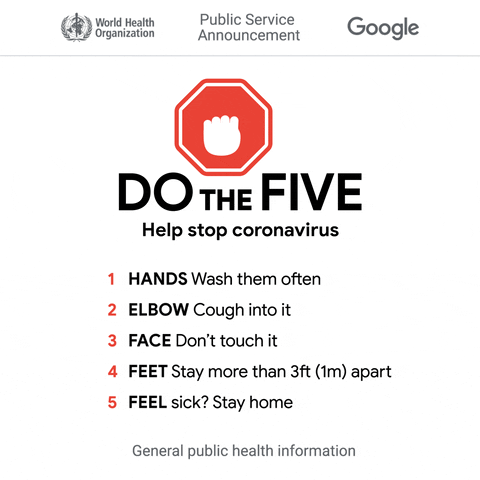 World Health
Organization
Public Service
Announcement
Google
DO THE FIVE
Help stop coronavirus
1 HANDS Wash them often
2 ELBOW Cough into it
3 FACE Don't touch it
4 FEET Stay more than 3ft (1m) apart
5 FEEL sick? Stay home
General public health information